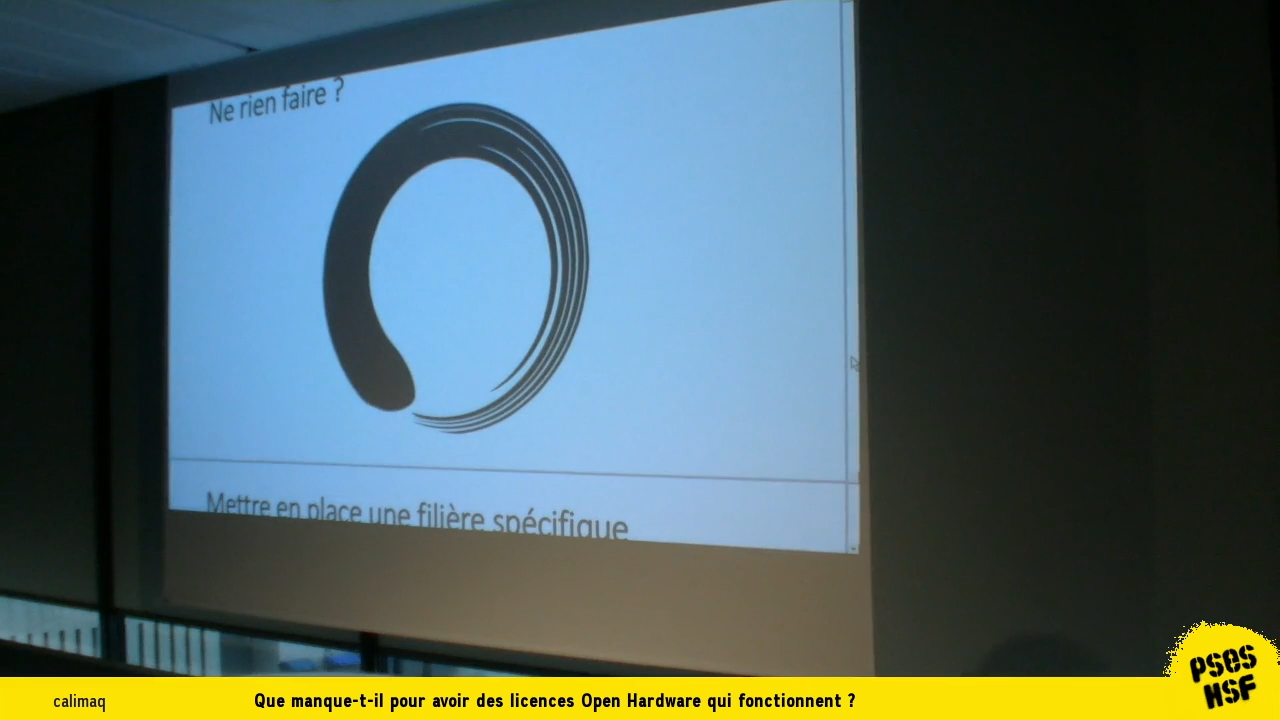 Ne rien faire ?
Mettre en place une filière spécifique
calimaq
Que manque-t-il pour avoir des licences Open Hardware qui fonctionnent ?
PSES
HSF